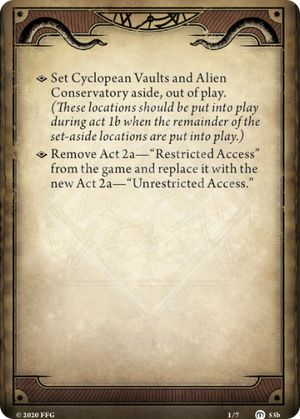 Set Cyclopean Vaults and Alien
Conservatory aside, out of play.
(These locations should be put into play
during act 1b when the remainder of the
set-aside locations are put into play.)
Remove Act 2a—“Restricted Access”
from the game and replace it with the
new Act 2a—“Unrestricted Access.”
© 2020 FFG 1/7 53b